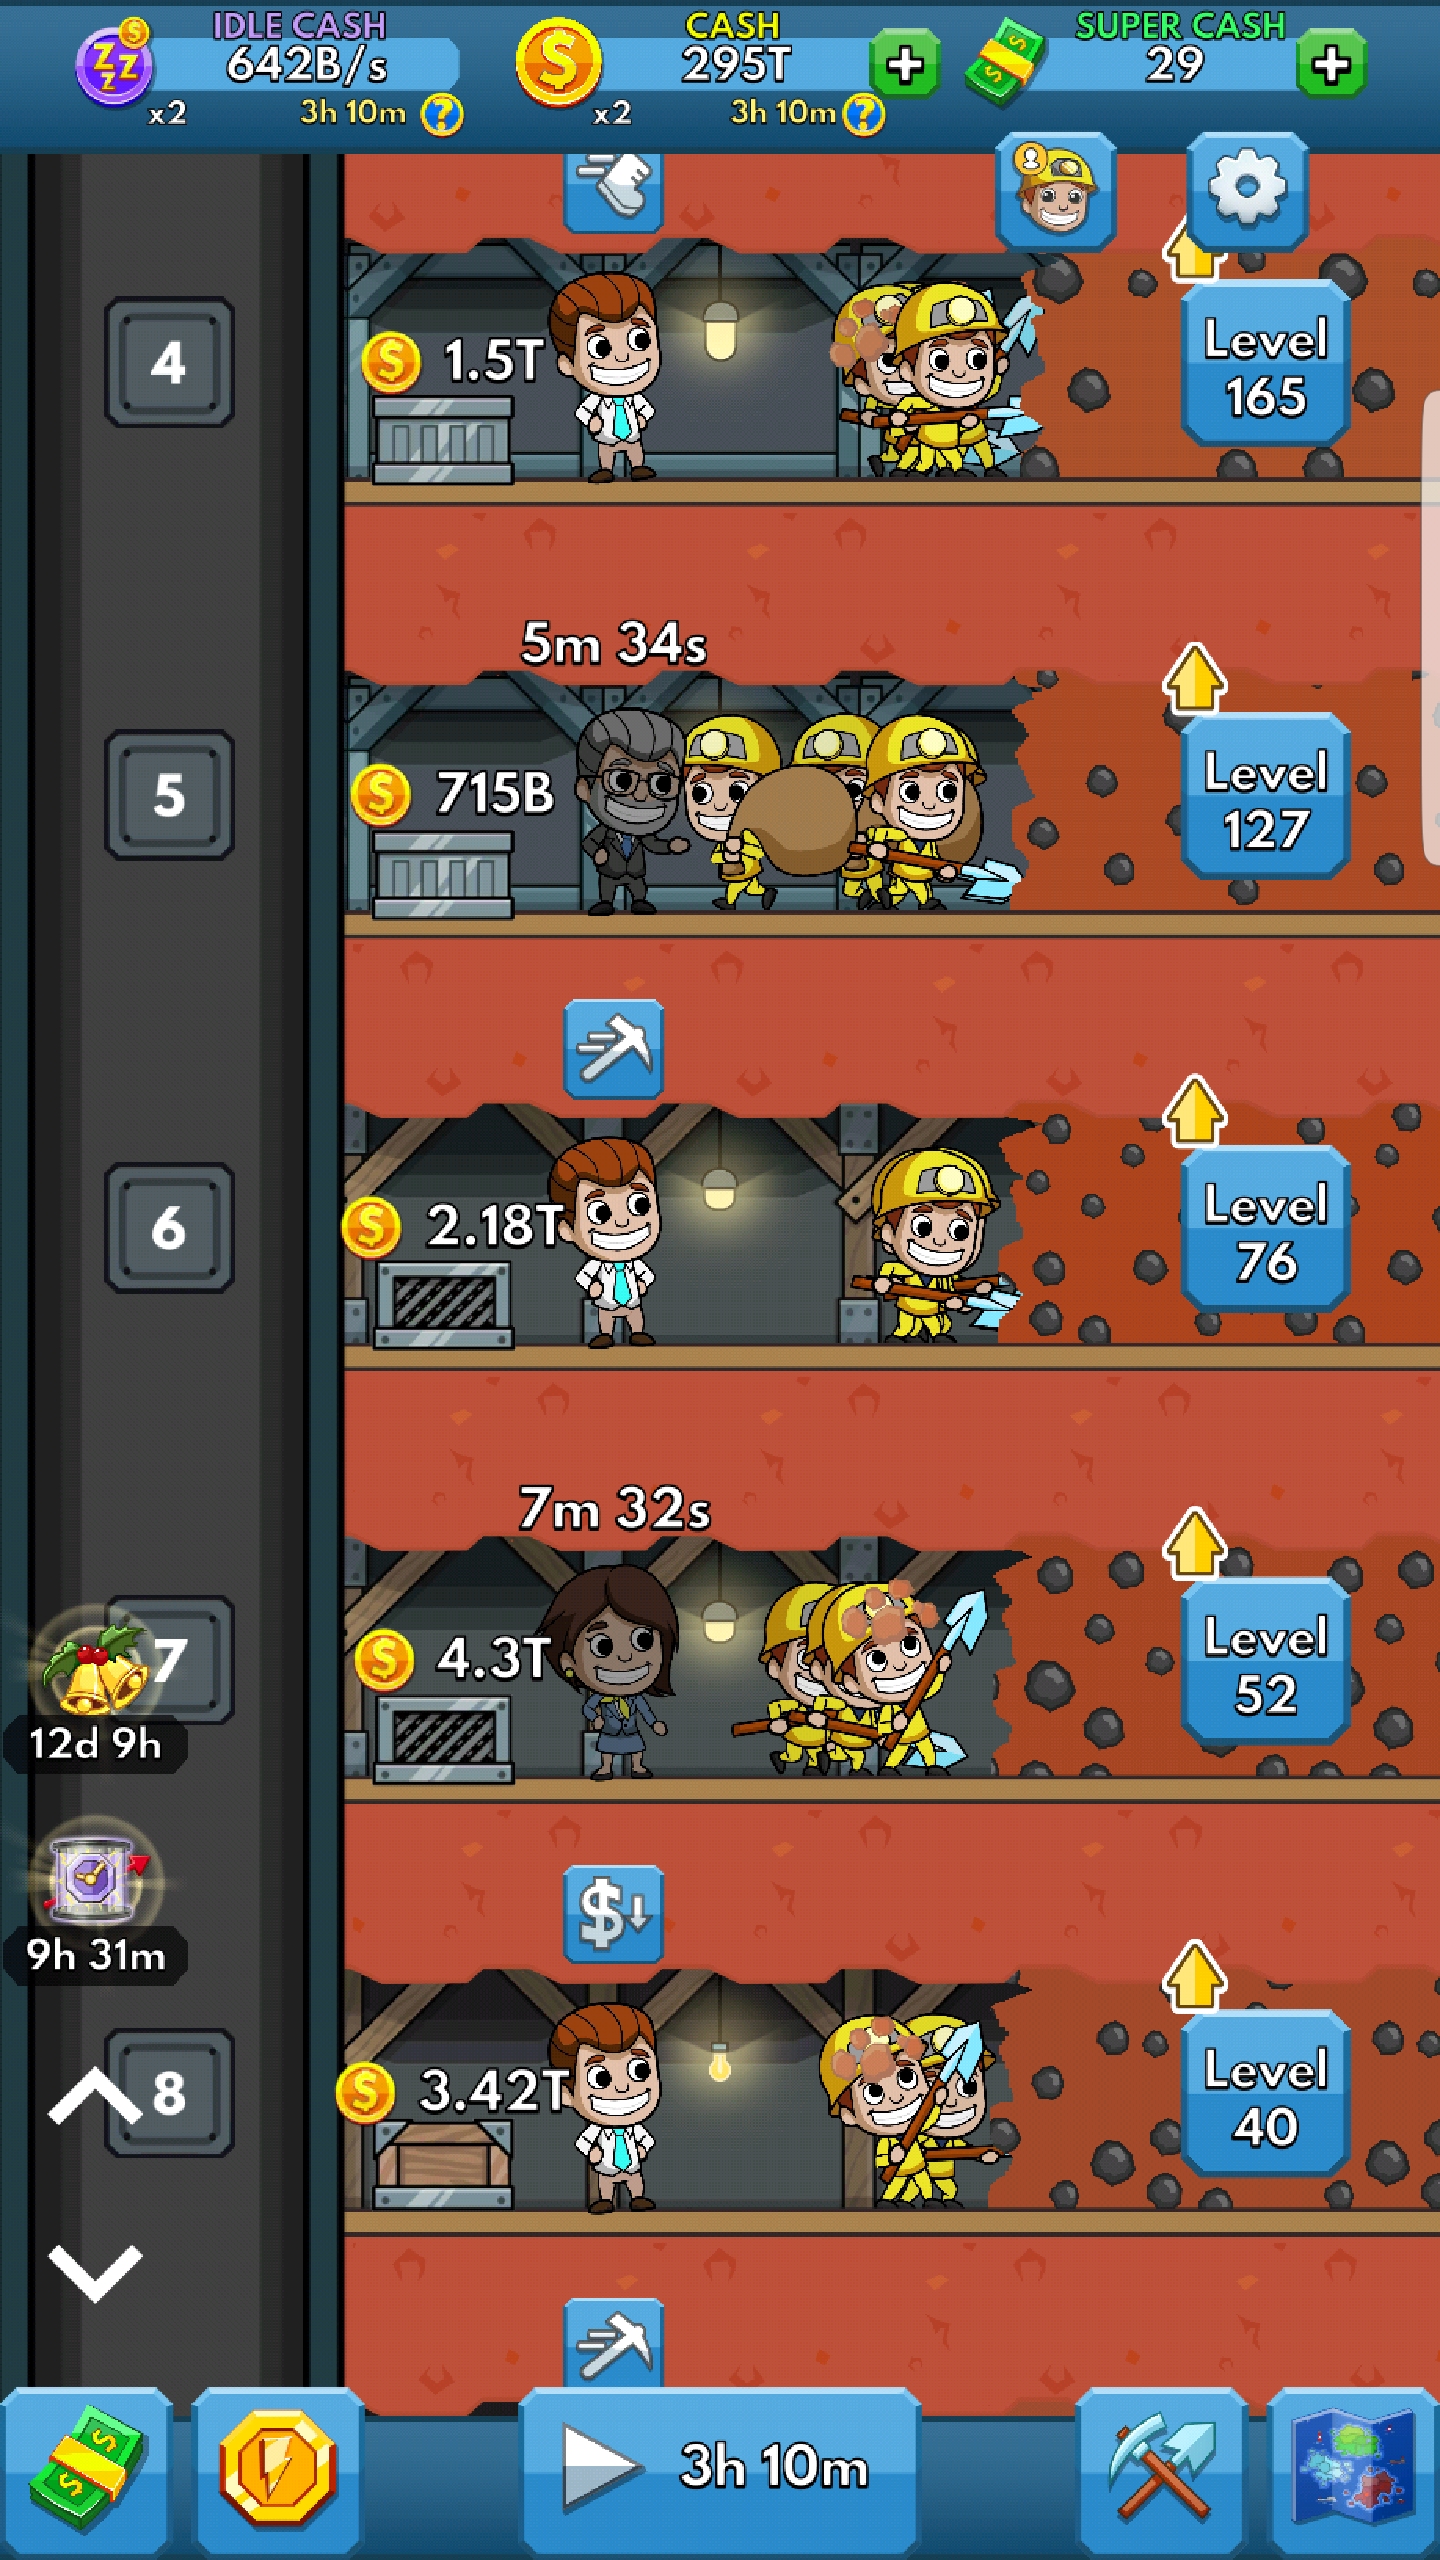 IDLE CASH
642B/s
x2
3h 10m
?
CASH
295T
x2
3h 10m
?
SUPER CASH
29
4
1.5T
Level
165
5m 34s
5
715B
Level
127
6
2.18T
Level
76
7m 32s
7
4.3T
Level
52
12d 9h
9h 31m
8
3.42T
Level
40
3h 10m